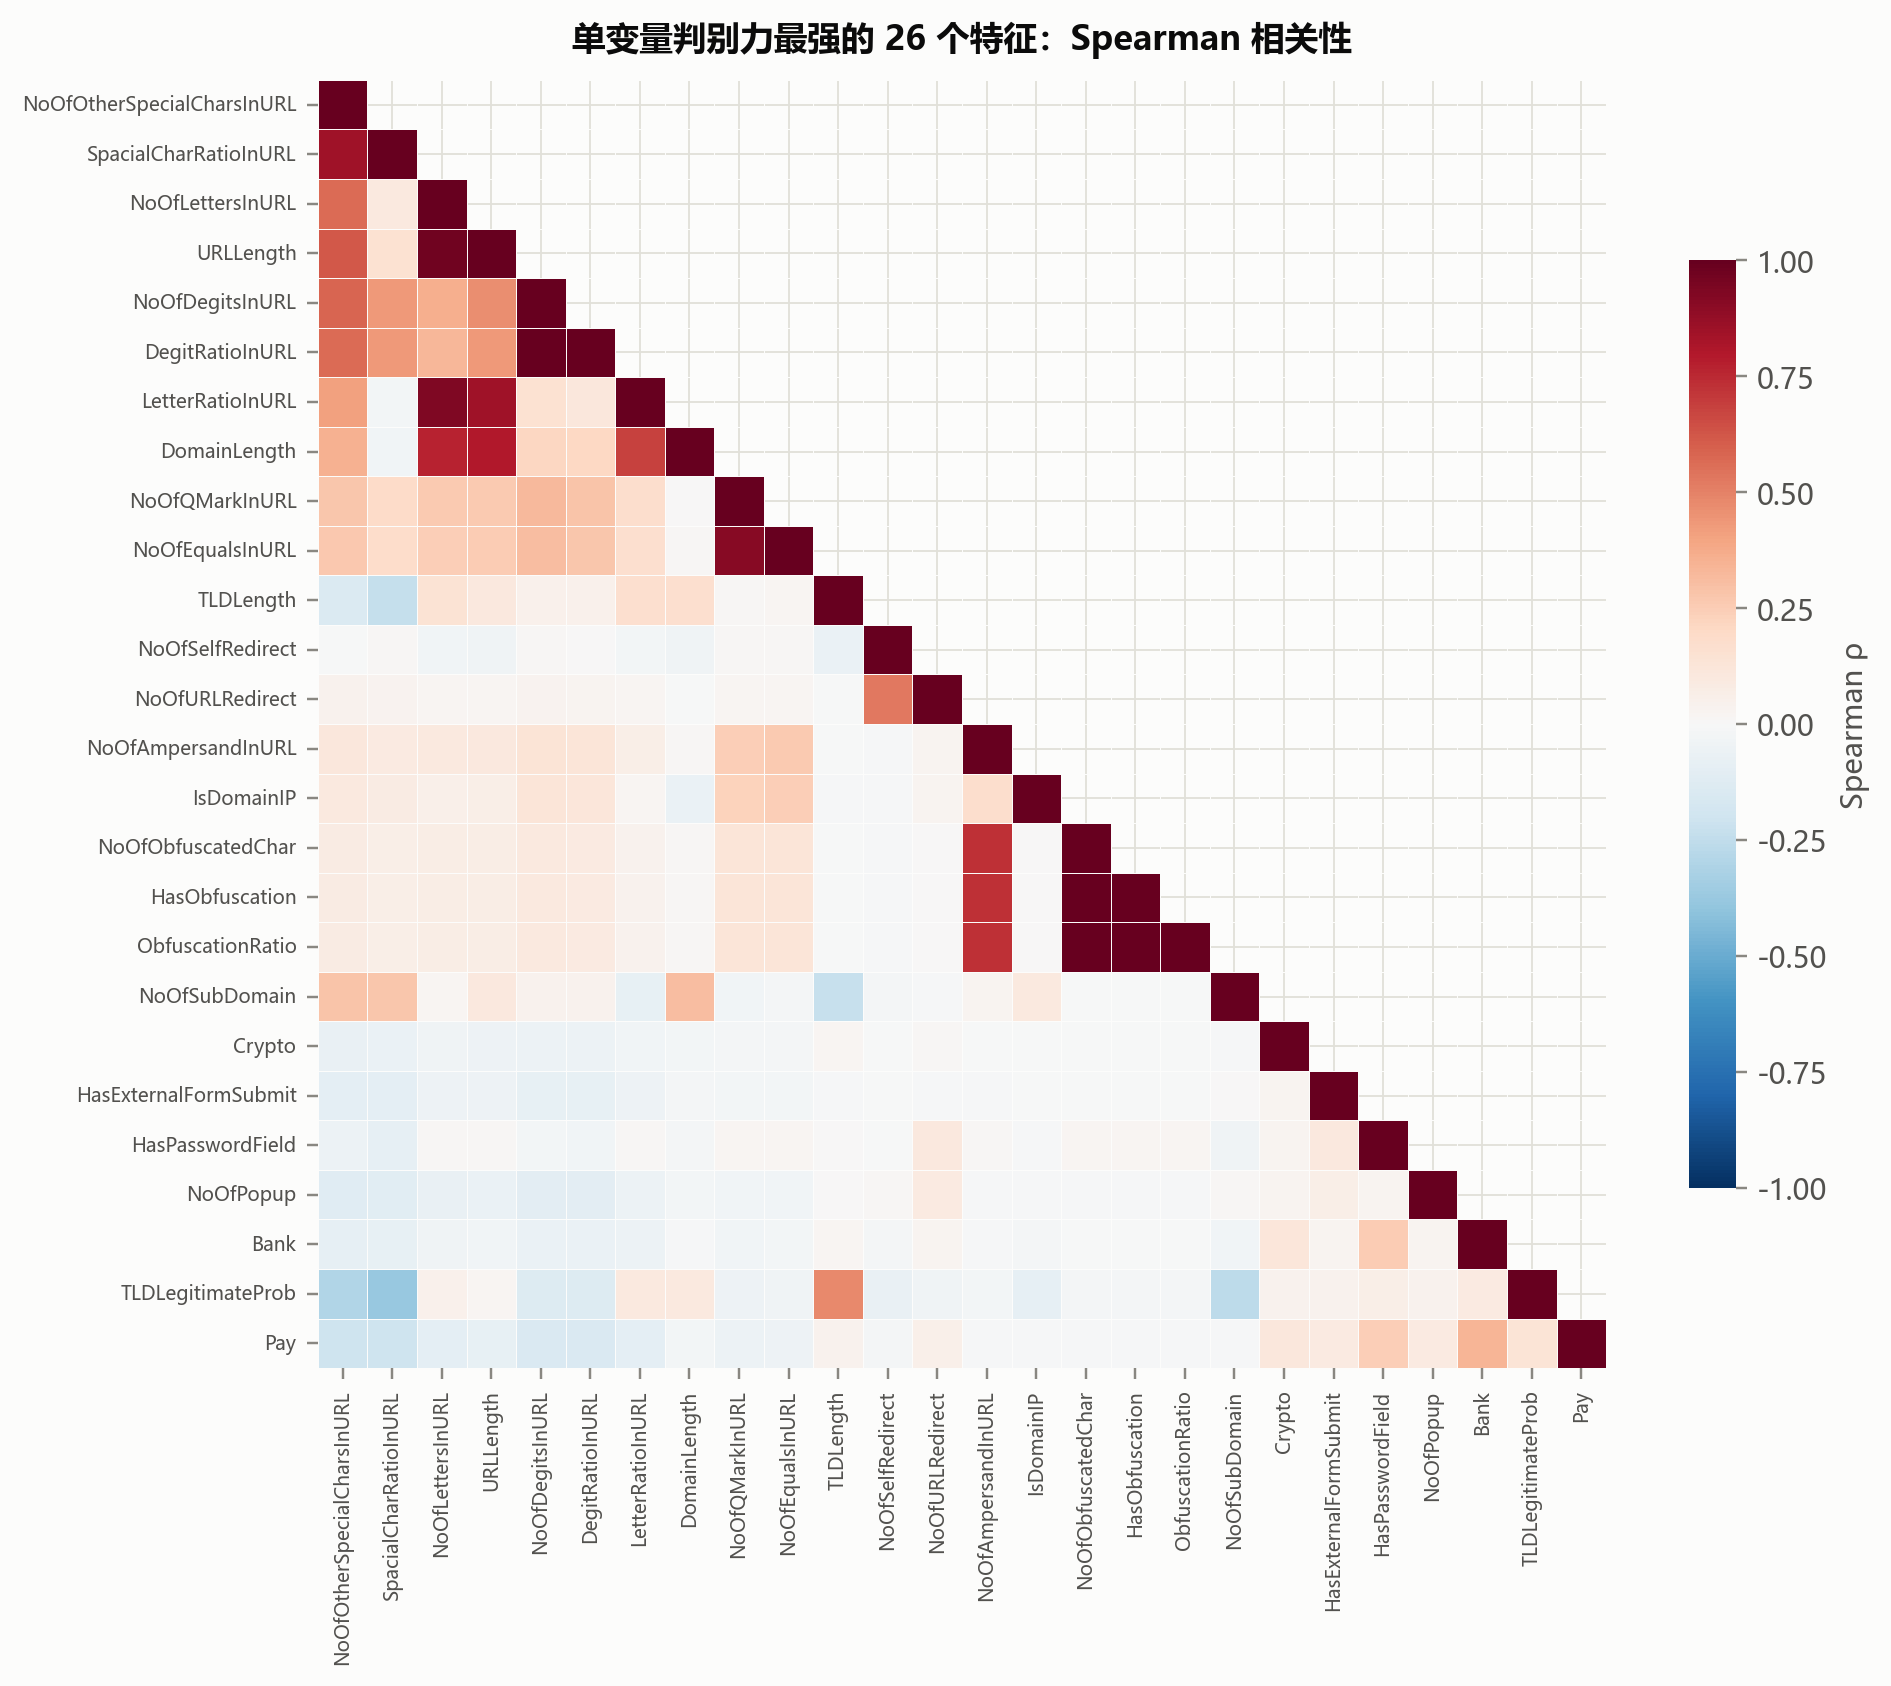 单变量判别力最强的 26 个特征：Spearman 相关性
NoOfOtherSpecialCharsInURL
SpacialCharRatioInURL
NoOfLettersInURL
URLLength
NoOfDegitsInURL
DegitRatioInURL
LetterRatioInURL
DomainLength
NoOfQMarkInURL
NoOfEqualsInURL
TLDLength
NoOfSelfRedirect
NoOfURLRedirect
NoOfAmpersandInURL
IsDomainIP
NoOfObfuscatedChar
HasObfuscation
ObfuscationRatio
NoOfSubDomain
Crypto
HasExternalFormSubmit
HasPasswordField
NoOfPopup
Bank
TLDLegitimateProb
Pay
NoOfOtherSpecialCharsInURL
SpacialCharRatioInURL
NoOfLettersInURL
URLLength
NoOfDegitsInURL
DegitRatioInURL
LetterRatioInURL
DomainLength
NoOfQMarkInURL
NoOfEqualsInURL
TLDLength
NoOfSelfRedirect
NoOfURLRedirect
NoOfAmpersandInURL
IsDomainIP
NoOfObfuscatedChar
HasObfuscation
ObfuscationRatio
NoOfSubDomain
Crypto
HasExternalFormSubmit
HasPasswordField
NoOfPopup
Bank
TLDLegitimateProb
Pay
1.00
0.75
0.50
0.25
0.00
-0.25
-0.50
-0.75
-1.00
Spearman ρ